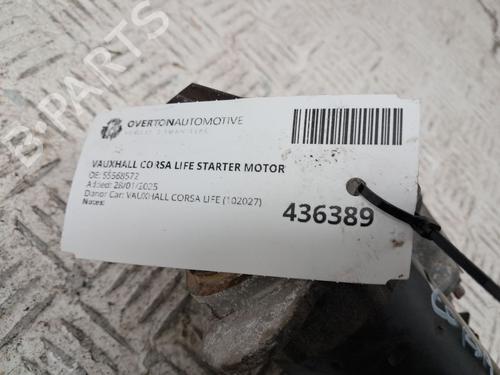 B-PARTS
OVERTONAUTOMOTIVE
VAUXHALL CORSA LIFE STARTER MOTOR
OE: 55568572
Added: 28/01/2025
Donor Car: VAUXHALL CORSA LIFE (102027)
Notes:
436389